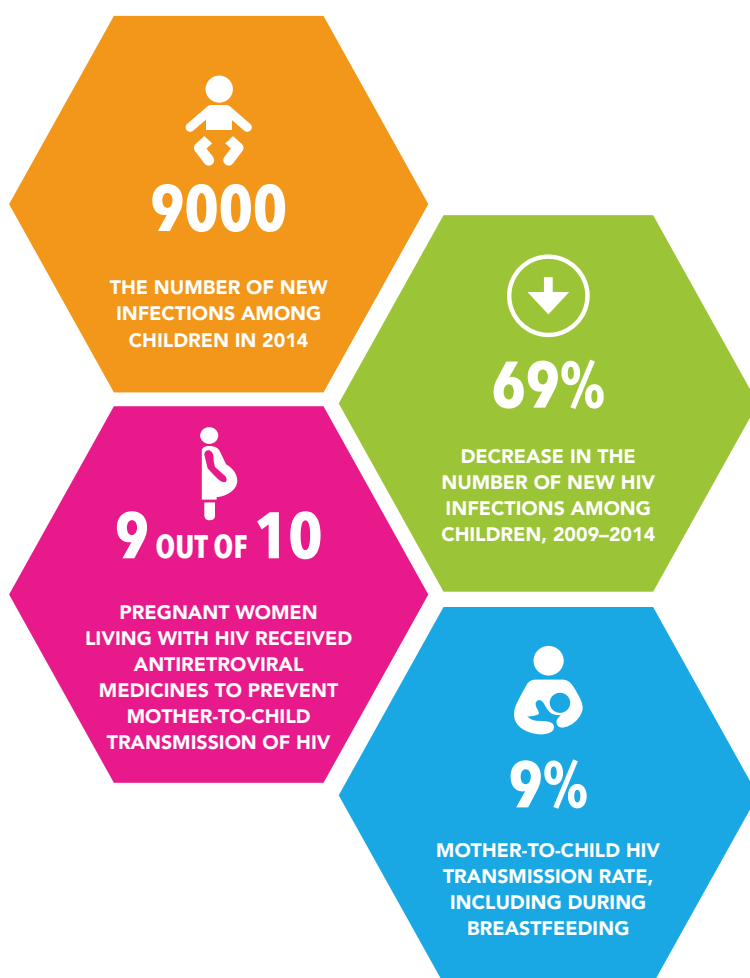 9000
THE NUMBER OF NEW
INFECTIONS AMONG
CHILDREN IN 2014
69%
DECREASE IN THE
NUMBER OF NEW HIV
INFECTIONS AMONG
CHILDREN, 2009–2014
9 OUT OF 10
PREGNANT WOMEN
LIVING WITH HIV RECEIVED
ANTIRETROVIRAL
MEDICINES TO PREVENT
MOTHER-TO-CHILD
TRANSMISSION OF HIV
9%
MOTHER-TO-CHILD HIV
TRANSMISSION RATE,
INCLUDING DURING
BREASTFEEDING